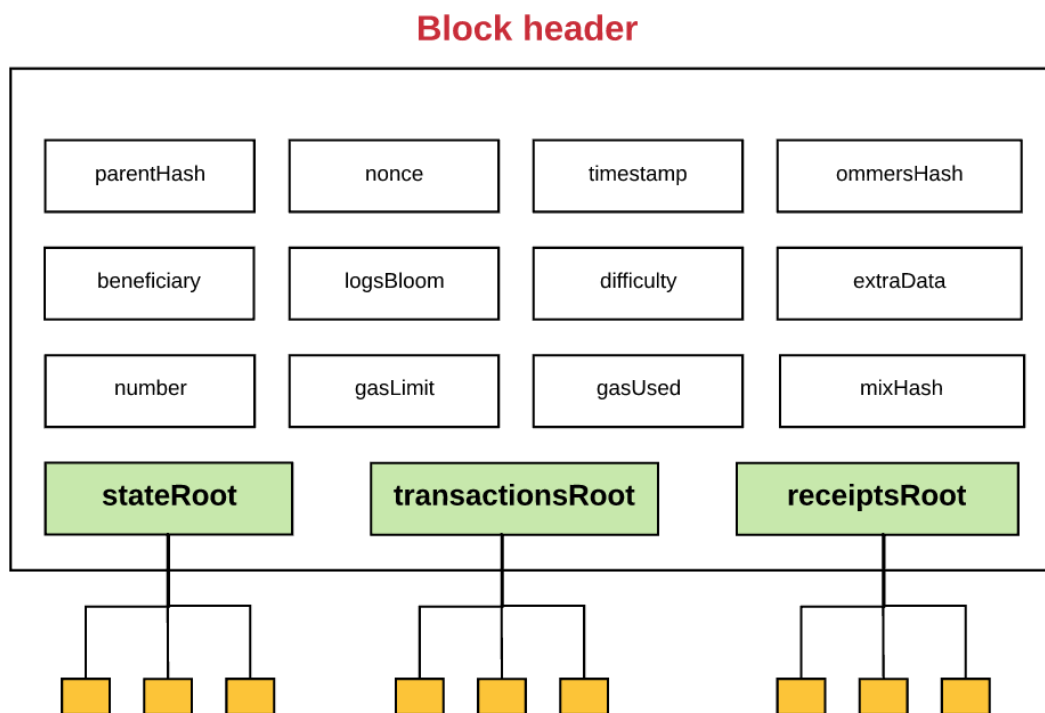 Block header
parentHash
nonce
timestamp
ommersHash
beneficiary
logsBloom
difficulty
extraData
number
gasLimit
gasUsed
mixHash
stateRoot
transactionsRoot
receiptsRoot